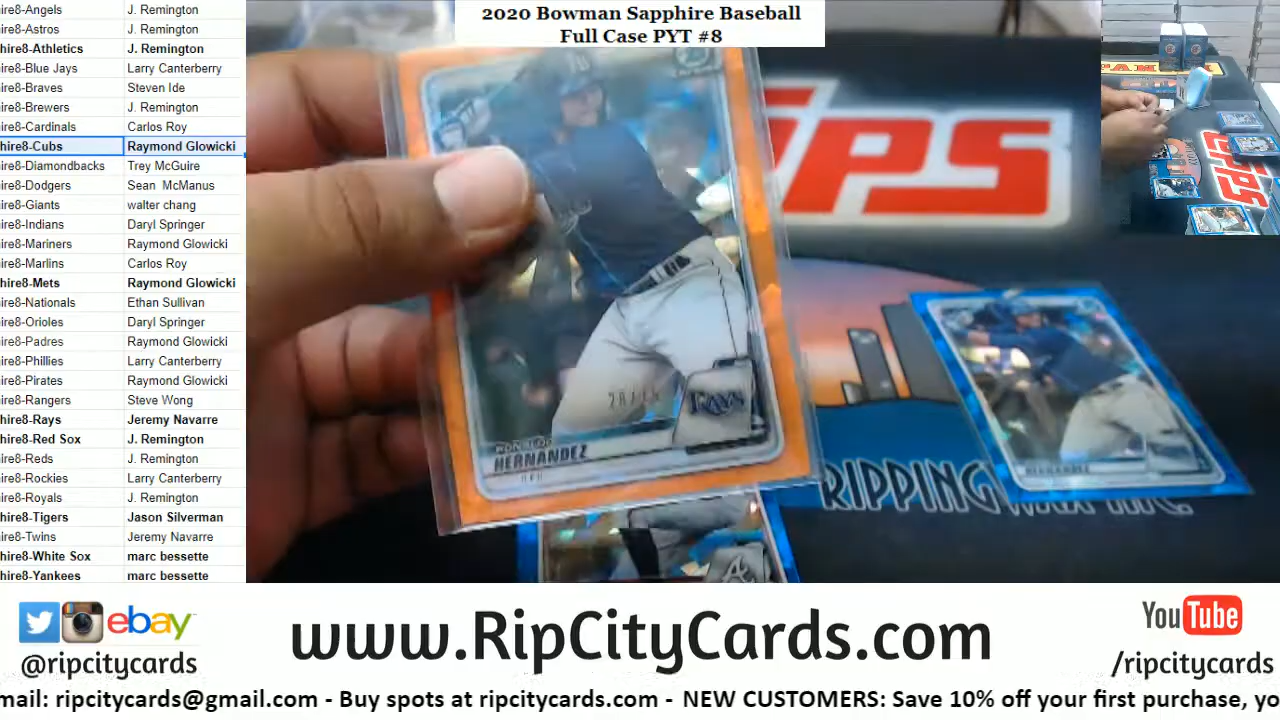 2020 Bowman Sapphire Baseball
Full Case PYT #8
ire8-Angels J. Remington
ire8-Astros J. Remington
hire8-Athletics J. Remington
ire8-Blue Jays Larry Canterberry
ire8-Braves Steven Ide
ire8-Brewers J. Remington
ire8-Cardinals Carlos Roy
hire8-Cubs Raymond Glowicki
ire8-Diamondbacks Trey McGuire
ire8-Dodgers Sean McManus
ire8-Giants walter chang
ire8-Indians Daryl Springer
ire8-Mariners Raymond Glowicki
ire8-Marlins Carlos Roy
hire8-Mets Raymond Glowicki
ire8-Nationals Ethan Sullivan
ire8-Orioles Daryl Springer
ire8-Padres Raymond Glowicki
ire8-Phillies Larry Canterberry
ire8-Pirates Raymond Glowicki
ire8-Rangers Steve Wong
hire8-Rays Jeremy Navarre
hire8-Red Sox J. Remington
ire8-Reds J. Remington
ire8-Rockies Larry Canterberry
ire8-Royals J. Remington
hire8-Tigers Jason Silverman
ire8-Twins Jeremy Navarre
hire8-White Sox marc bessette
hire8-Yankees marc bessette
PPS
RAYS
HERNANDEZ
HERNANDEZ
RIPPING WAX INC.
ebay
@ripcitycards
www.RipCityCards.com
YouTube
/ripcitycards
mail: ripcitycards@gmail.com - Buy spots at ripcitycards.com - NEW CUSTOMERS: Save 10% off your first purchase, yo